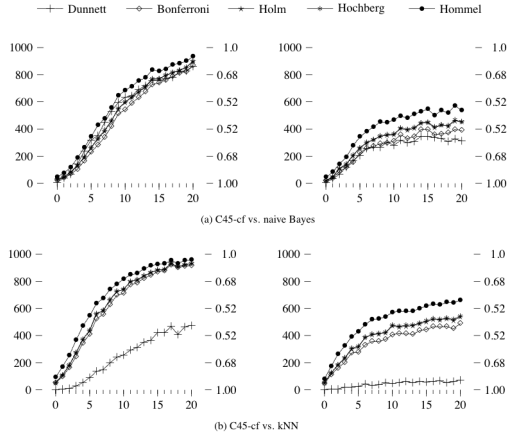 Dunnett Bonferroni Holm Hochberg Hommel
1000 1.0 1000 1.0
800 0.68 800 0.68
600 0.52 600 0.52
400 0.52 400 0.52
200 0.68 200 0.68
0 1.00 0 1.00
0 5 10 15 20 0 5 10 15 20
(a) C45-cf vs. naive Bayes
1000 1.0 1000 1.0
800 0.68 800 0.68
600 0.52 600 0.52
400 0.52 400 0.52
200 0.68 200 0.68
0 1.00 0 1.00
0 5 10 15 20 0 5 10 15 20
(b) C45-cf vs. kNN